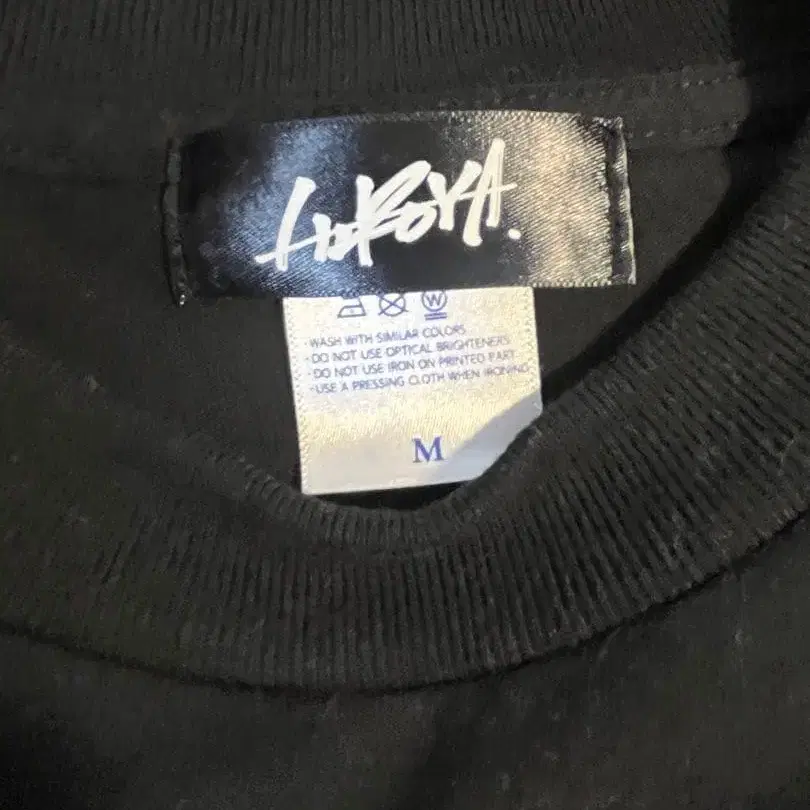 HOROYA.
W
· WASH WITH SIMILAR COLORS
· DO NOT USE OPTICAL BRIGHTENERS
· DO NOT USE IRON ON PRINTED PART
· USE A PRESSING CLOTH WHEN IRONING
M